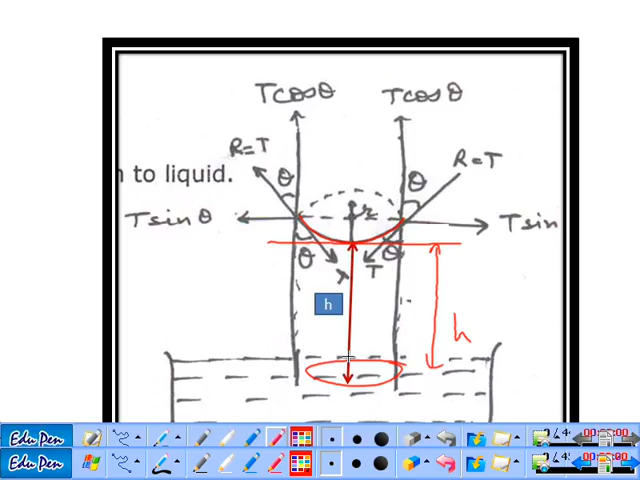 Tcosθ Tcosθ
R=T R=T
θ θ
n to liquid.
r
Tsinθ Tsin
θ θ
T T
h
h
Edu Pen
Edu Pen